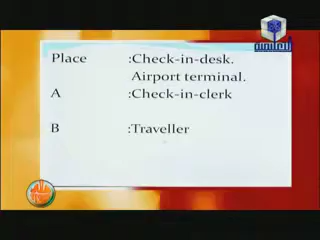 Place :Check-in-desk.
Airport terminal.
A :Check-in-clerk
B :Traveller